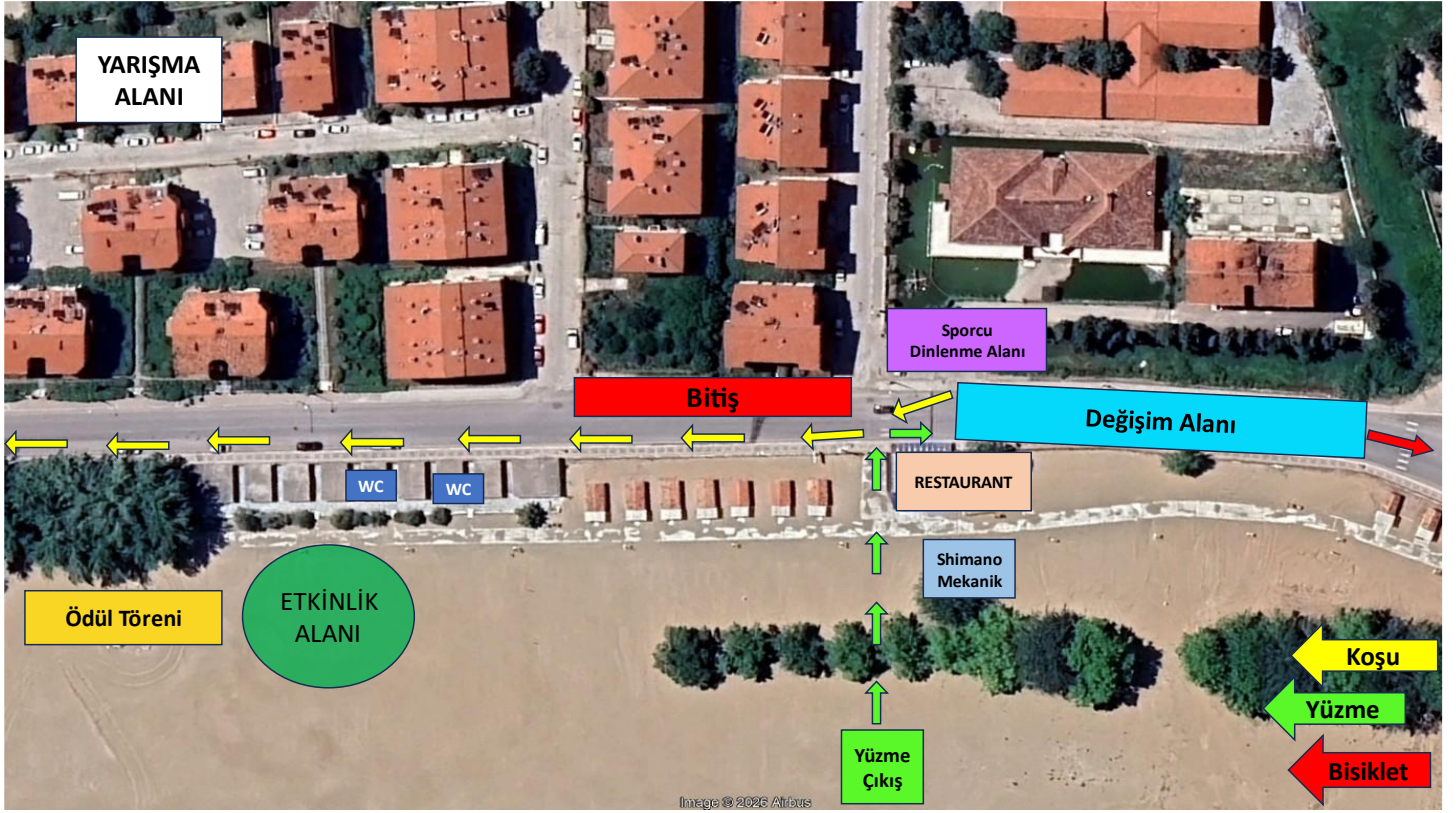 YARIŞMA
ALANI
Sporcu
Dinlenme Alanı
Bitiş
Değişim Alanı
WC
WC
RESTAURANT
Shimano
Mekanik
Ödül Töreni
ETKİNLİK
ALANI
Koşu
Yüzme
Bisiklet
Yüzme
Çıkış
Image © 2026 Airbus